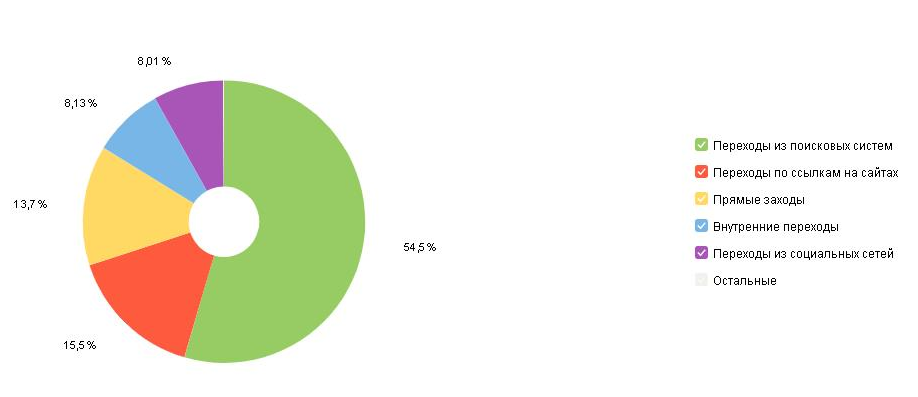 8,01 %
8,13 %
13,7 %
54,5 %
15,5 %
Переходы из поисковых систем
Переходы по ссылкам на сайтах
Прямые заходы
Внутренние переходы
Переходы из социальных сетей
Остальные